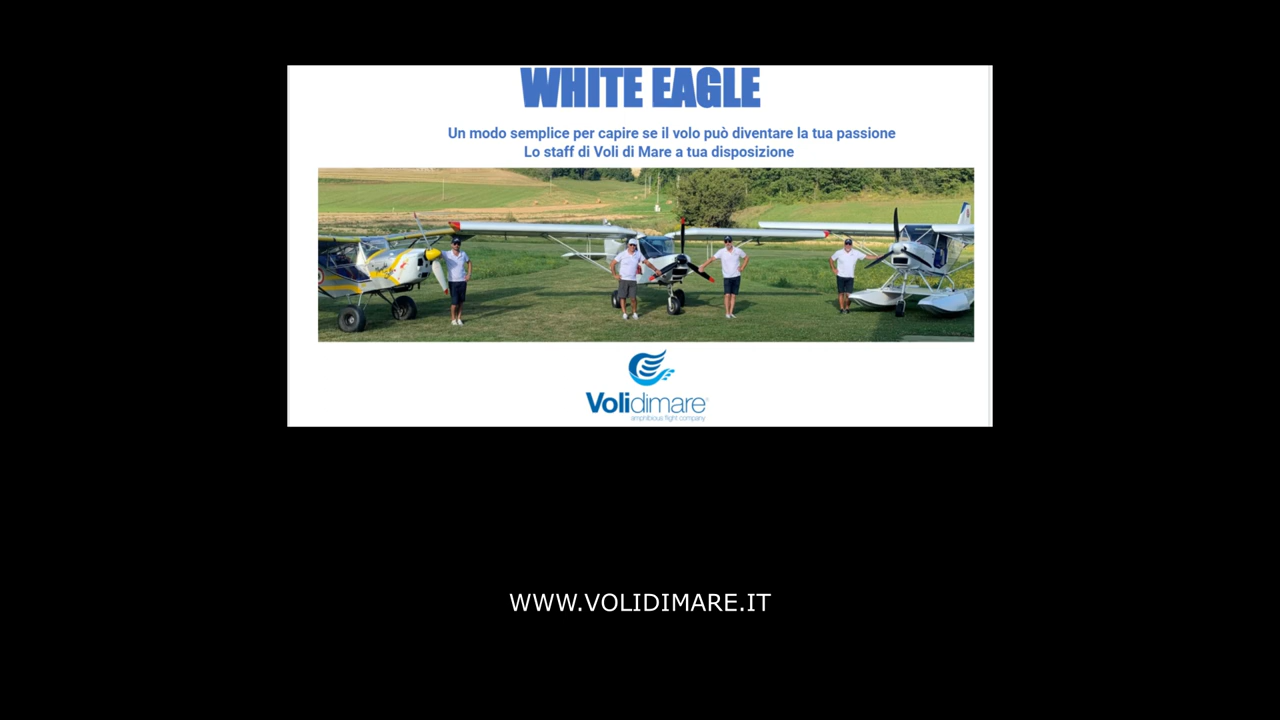 WHITE EAGLE
Un modo semplice per capire se il volo può diventare la tua passione
Lo staff di Voli di Mare a tua disposizione
Volidimare
amphibious flight company
WWW.VOLIDIMARE.IT